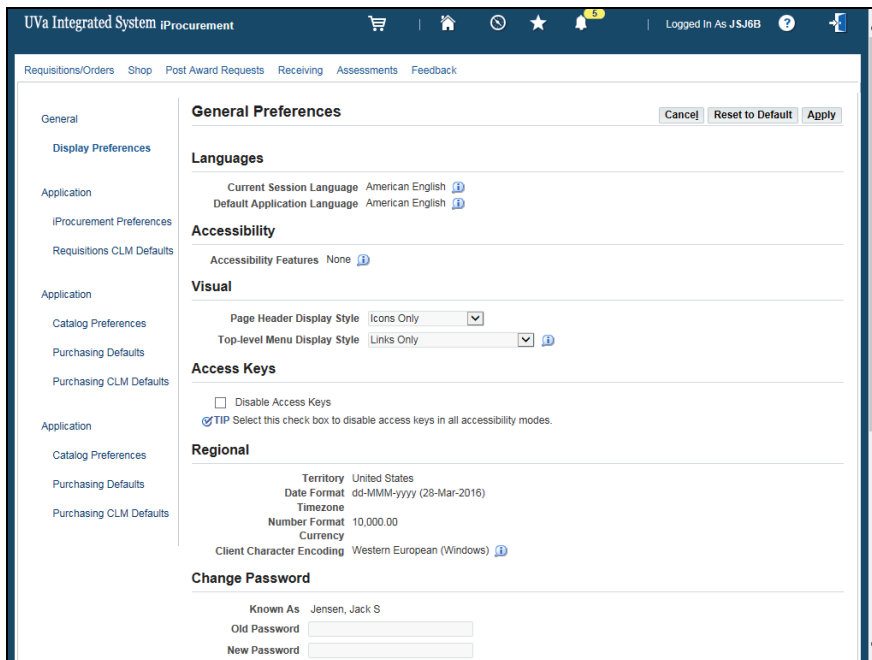 UVa Integrated System iProcurement
5
Logged In As JSJ6B
?
Requisitions/Orders Shop Post Award Requests Receiving Assessments Feedback
General
Display Preferences
Application
iProcurement Preferences
Requisitions CLM Defaults
Application
Catalog Preferences
Purchasing Defaults
Purchasing CLM Defaults
Application
Catalog Preferences
Purchasing Defaults
Purchasing CLM Defaults
General Preferences
Cancel Reset to Default Apply
Languages
Current Session Language American English
Default Application Language American English
Accessibility
Accessibility Features None
Visual
Page Header Display Style Icons Only
Top-level Menu Display Style Links Only
Access Keys
Disable Access Keys
TIP Select this check box to disable access keys in all accessibility modes.
Regional
Territory United States
Date Format dd-MMM-yyyy (28-Mar-2016)
Timezone
Number Format 10,000.00
Currency
Client Character Encoding Western European (Windows)
Change Password
Known As Jensen, Jack S
Old Password
New Password